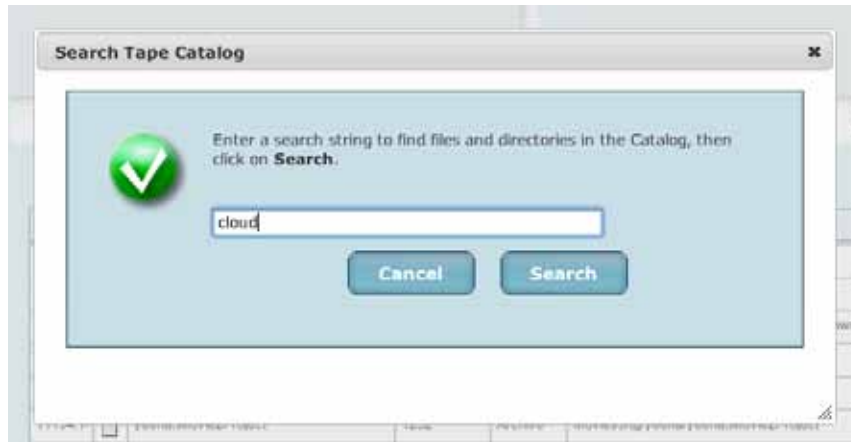 Search Tape Catalog
Enter a search string to find files and directories in the Catalog, then
click on Search.
cloud
Cancel Search